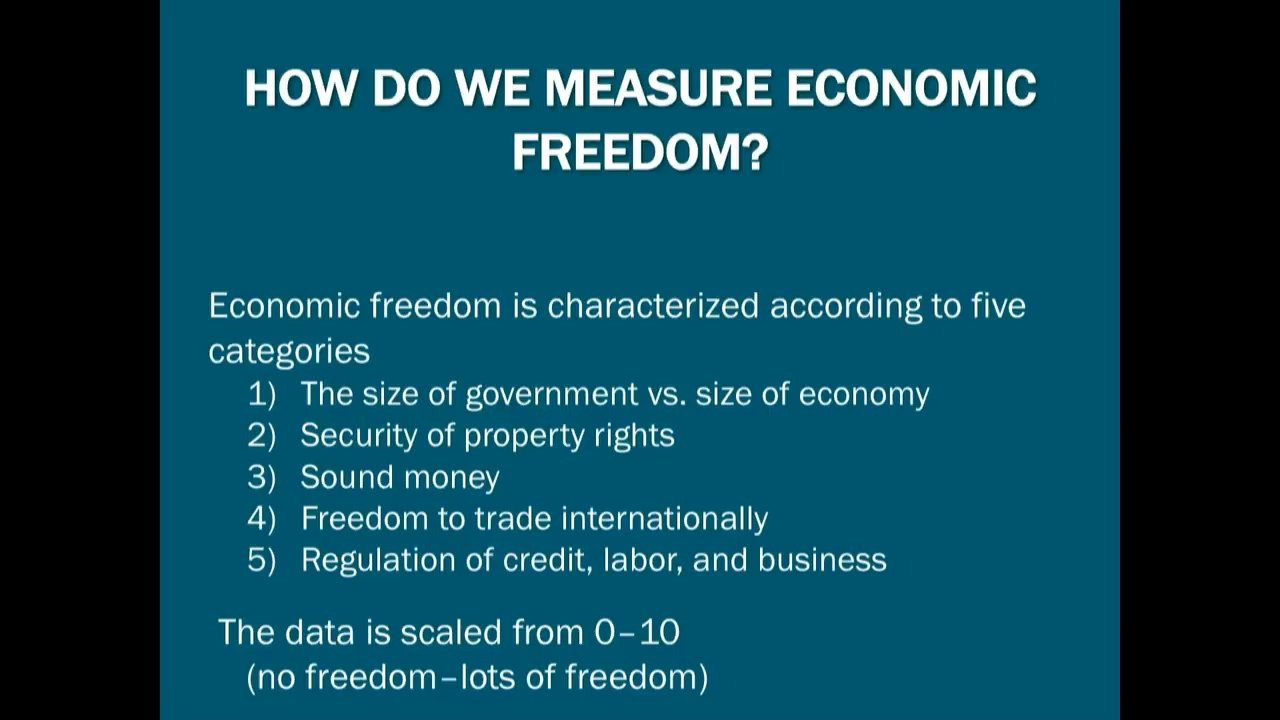 HOW DO WE MEASURE ECONOMIC
FREEDOM?
Economic freedom is characterized according to five
categories
1) The size of government vs. size of economy
2) Security of property rights
3) Sound money
4) Freedom to trade internationally
5) Regulation of credit, labor, and business
The data is scaled from 0–10
(no freedom–lots of freedom)